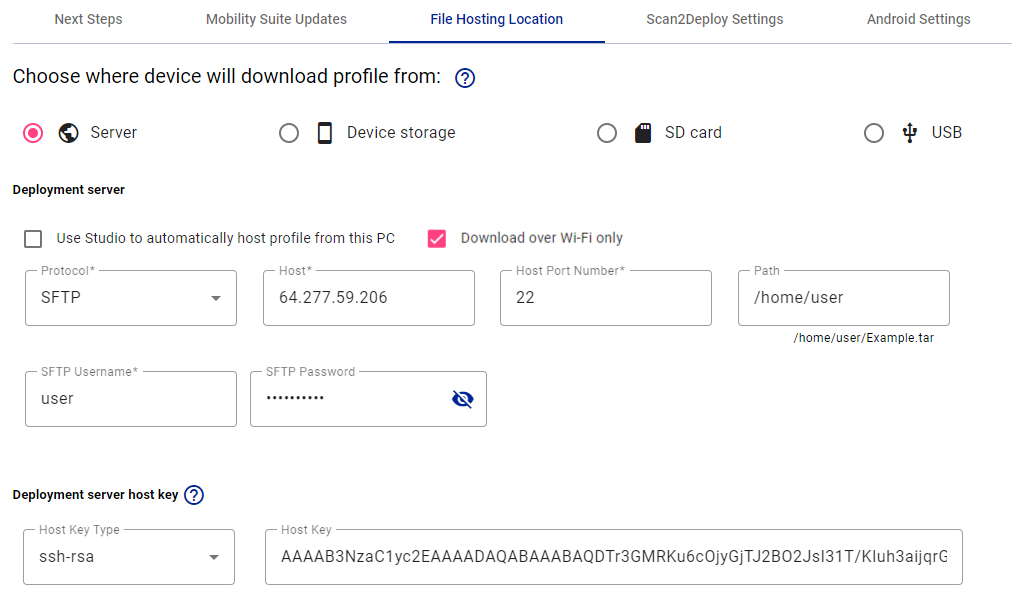 Next Steps Mobility Suite Updates File Hosting Location Scan2Deploy Settings Android Settings
Choose where device will download profile from: ?
Server Device storage SD card USB
Deployment server
Use Studio to automatically host profile from this PC Download over Wi-Fi only
Protocol* Host* Host Port Number* Path
SFTP 64.277.59.206 22 /home/user
/home/user/Example.tar
SFTP Username* SFTP Password
user ••••••••••
Deployment server host key ?
Host Key Type Host Key
ssh-rsa AAAAB3NzaC1yc2EAAAADAQABAAABAQDTr3GMRKu6cOjyGjTJ2BO2JsI31T/KIuh3aijqrG